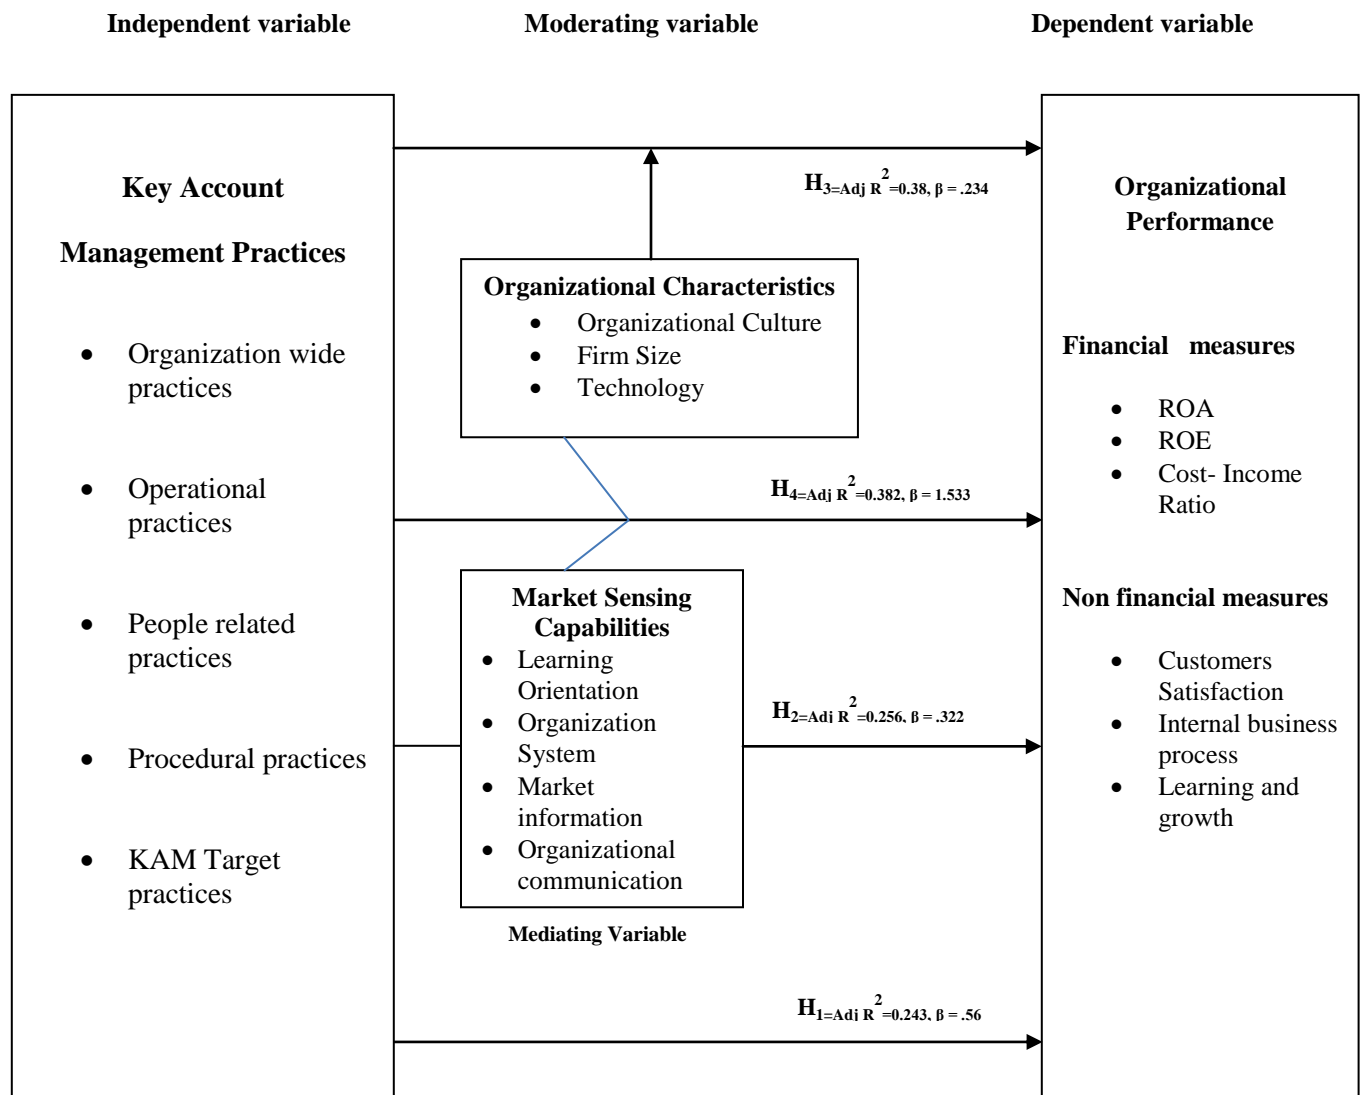 Independent variable
Moderating variable
Dependent variable
Key Account
Management Practices
• Organization wide
practices
• Operational
practices
• People related
practices
• Procedural practices
• KAM Target
practices
H3=Adj R2=0.38, β = .234
Organizational Characteristics
• Organizational Culture
• Firm Size
• Technology
H4=Adj R2=0.382, β = 1.533
Market Sensing
Capabilities
• Learning
Orientation
• Organization
System
• Market
information
• Organizational
communication
Mediating Variable
H2=Adj R2=0.256, β = .322
H1=Adj R2=0.243, β = .56
Organizational
Performance
Financial measures
• ROA
• ROE
• Cost- Income
Ratio
Non financial measures
• Customers
Satisfaction
• Internal business
process
• Learning and
growth